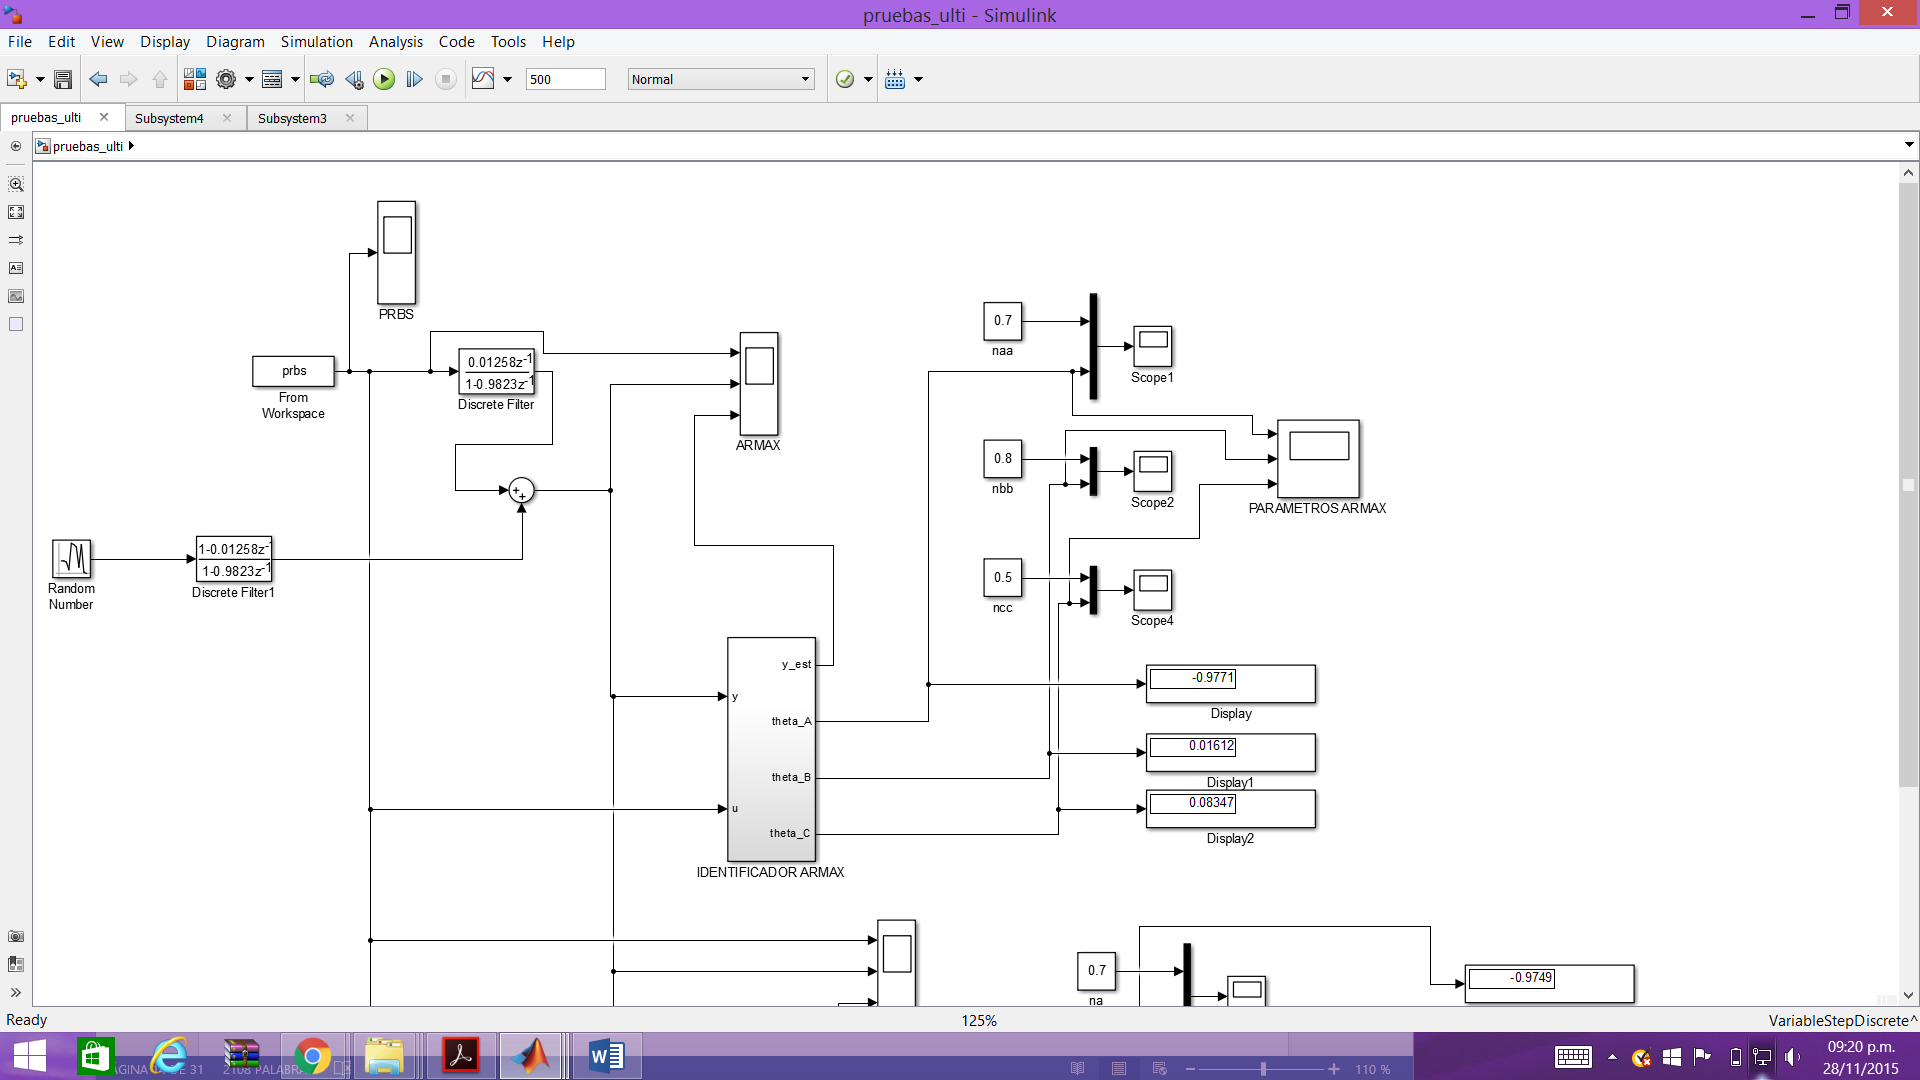 pruebas_ulti - Simulink
File Edit View Display Diagram Simulation Analysis Code Tools Help
500
Normal
pruebas_ulti
Subsystem4
Subsystem3
pruebas_ulti
PRBS
prbs
From
Workspace
0.01258z-1
1-0.9823z-1
Discrete Filter
ARMAX
Random
Number
1-0.01258z-1
1-0.9823z-1
Discrete Filter1
0.7
naa
Scope1
0.8
nbb
Scope2
PARAMETROS ARMAX
0.5
ncc
Scope4
y_est
y
theta_A
theta_B
u
theta_C
IDENTIFICADOR ARMAX
-0.9771
Display
0.01612
Display1
0.08347
Display2
0.7
na
-0.9749
Ready
125%
VariableStepDiscrete
DE 31
110 %
09:20 p.m.
28/11/2015